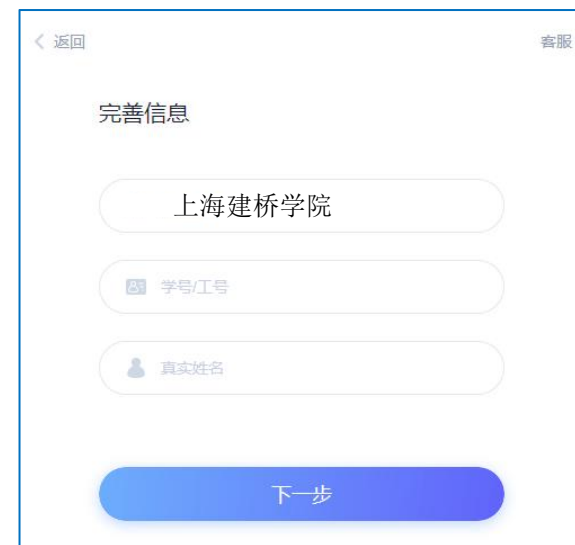 返回 客服
完善信息
上海建桥学院
学号/工号
真实姓名
下一步